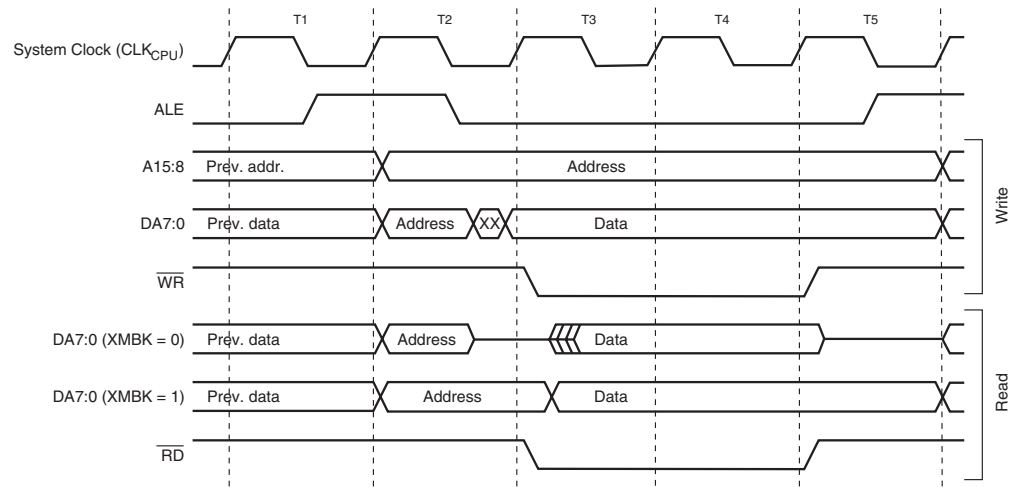 T1 T2 T3 T4 T5
System Clock (CLKCPU)
ALE
A15:8 Prev. addr. Address
DA7:0 Prev. data Address XX Data
WR
Write
DA7:0 (XMBK = 0) Prev. data Address Data
DA7:0 (XMBK = 1) Prev. data Address Data
RD
Read